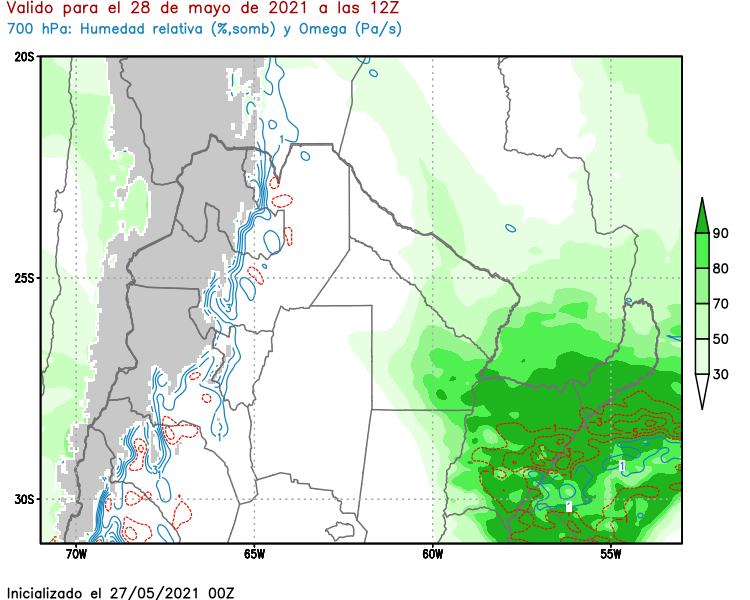 Valido para el 28 de mayo de 2021 a las 12Z
700 hPa: Humedad relativa (%,somb) y Omega (Pa/s)
20S
25S
30S
70W
65W
60W
55W
90
80
70
50
30
1
1
1
Inicializado el 27/05/2021 00Z